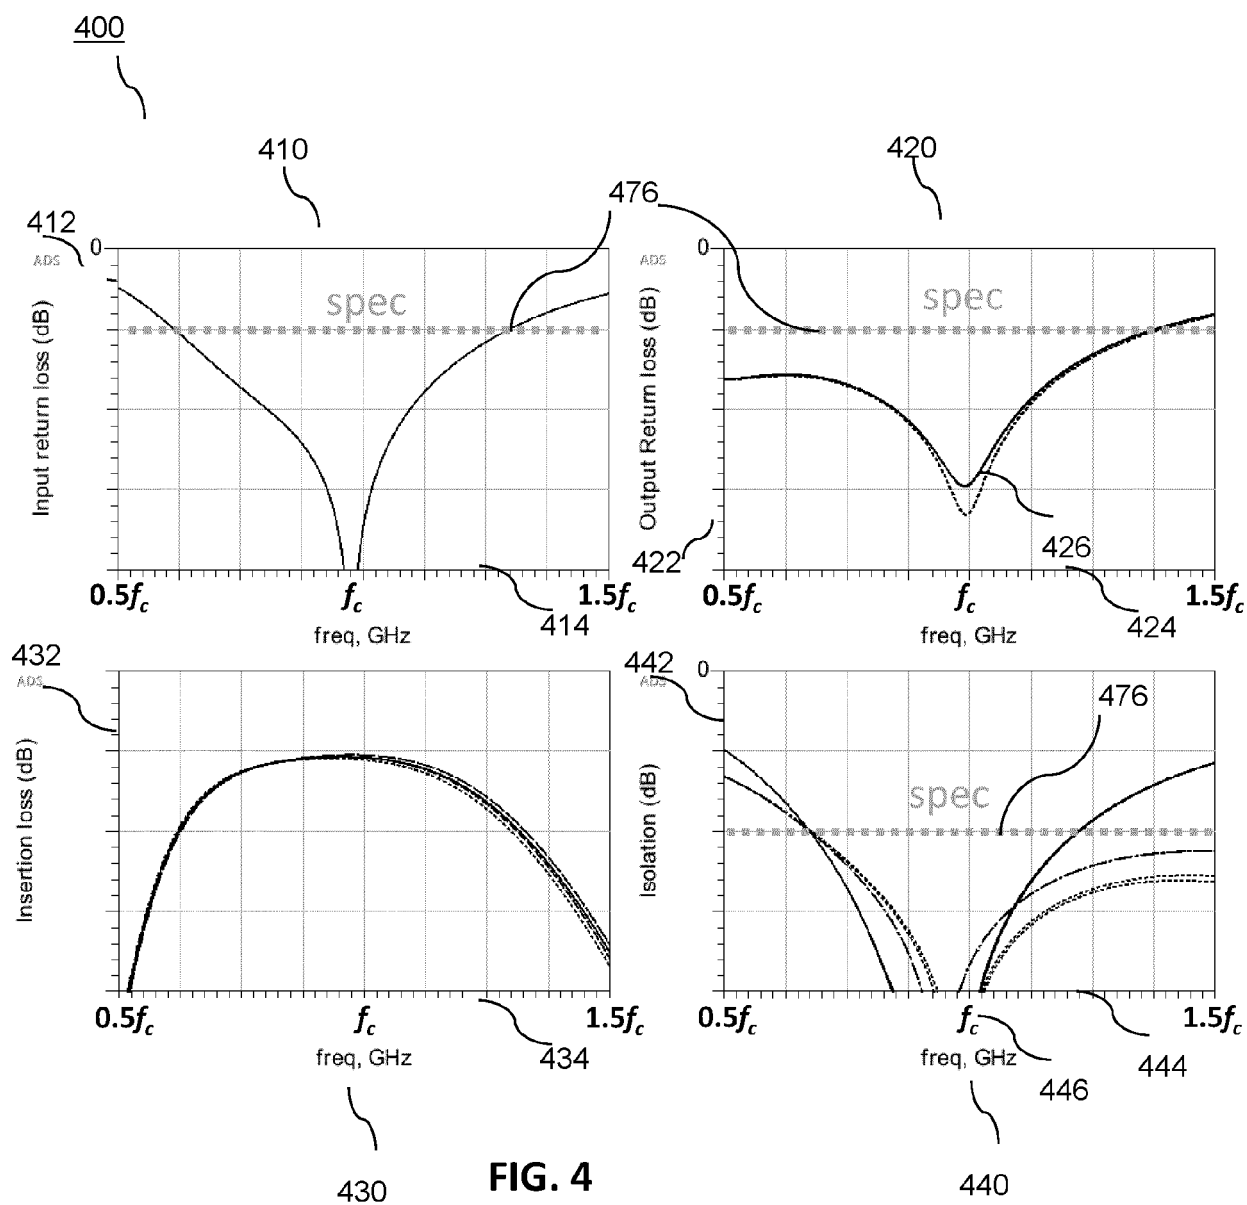 400
410
420
476
412
0
ADS
spec
Input return loss (dB)
0.5fc
fc
1.5fc
freq, GHz
414
0
ADS
spec
Output Return loss (dB)
422
426
0.5fc
fc
1.5fc
freq, GHz
424
432
ADS
Insertion loss (dB)
0.5fc
fc
1.5fc
freq, GHz
434
430
442
0
ADS
476
spec
Isolation (dB)
0.5fc
fc
1.5fc
freq, GHz
446
444
440
FIG. 4